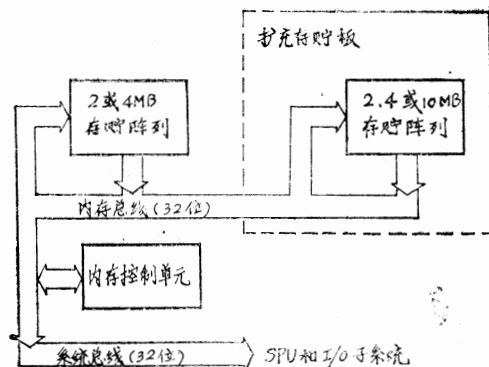 扩充存贮板
2或4MB
存贮阵列
2.4或10MB
存贮阵列
内存总线(32位)
内存控制单元
系统总线(32位)
SPU和I/O子系统